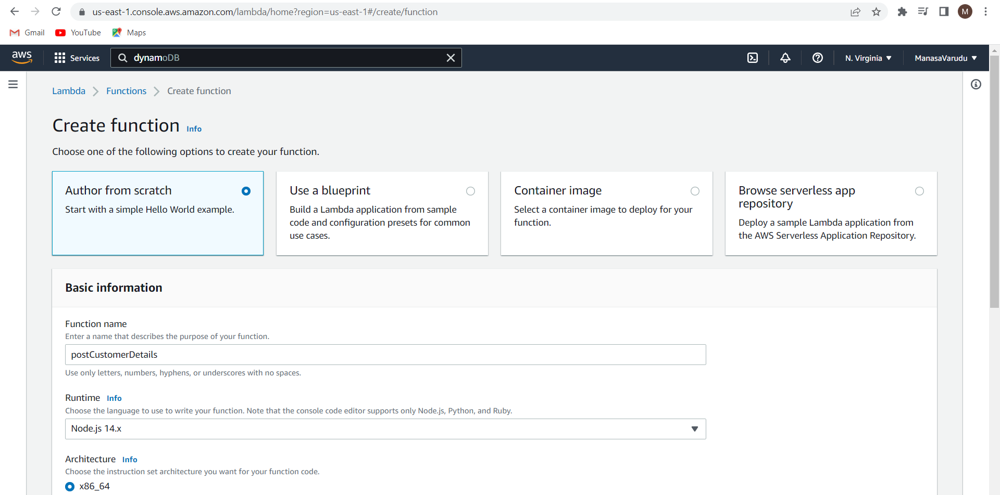 us-east-1.console.aws.amazon.com/lambda/home?region=us-east-1#/create/function
M
Gmail YouTube Maps
aws Services dynamoDB N. Virginia ManasaVarudu
Lambda Functions Create function
Create function Info
Choose one of the following options to create your function.
Author from scratch
Start with a simple Hello World example.
Use a blueprint
Build a Lambda application from sample
code and configuration presets for common
use cases.
Container image
Select a container image to deploy for your
function.
Browse serverless app
repository
Deploy a sample Lambda application from
the AWS Serverless Application Repository.
Basic information
Function name
Enter a name that describes the purpose of your function.
postCustomerDetails
Use only letters, numbers, hyphens, or underscores with no spaces.
Runtime Info
Choose the language to use to write your function. Note that the console code editor supports only Node.js, Python, and Ruby.
Node.js 14.x
Architecture Info
Choose the instruction set architecture you want for your function code.
x86_64